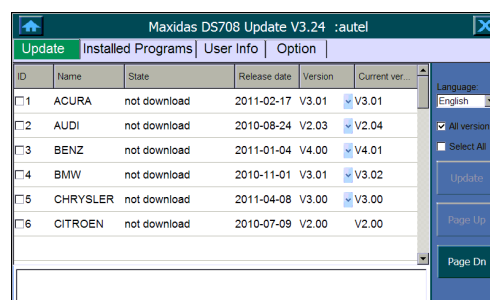 Maxidas DS708 Update V3.24 :autel
Update Installed Programs User Info Option
ID Name State Release date Version Current ver...
1 ACURA not download 2011-02-17 V3.01 V3.01
2 AUDI not download 2010-08-24 V2.03 V2.04
3 BENZ not download 2011-01-04 V4.00 V4.01
4 BMW not download 2010-11-01 V3.01 V3.02
5 CHRYSLER not download 2011-04-08 V3.00 V3.00
6 CITROEN not download 2010-07-09 V2.00 V2.00
Language:
English
All version
Select All
Update
Page Up
Page Dn